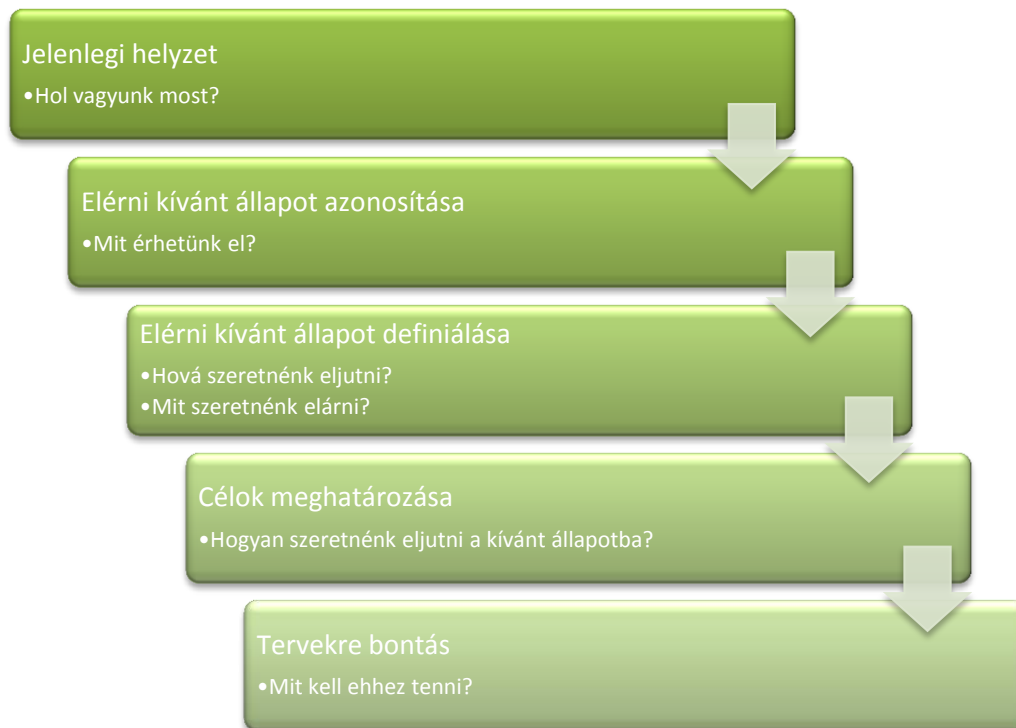 Jelenlegi helyzet
•Hol vagyunk most?
Elérni kívánt állapot azonosítása
•Mit érhetünk el?
Elérni kívánt állapot definiálása
•Hová szeretnénk eljutni?
•Mit szeretnénk elárni?
Célok meghatározása
•Hogyan szeretnénk eljutni a kívánt állapotba?
Tervekre bontás
•Mit kell ehhez tenni?